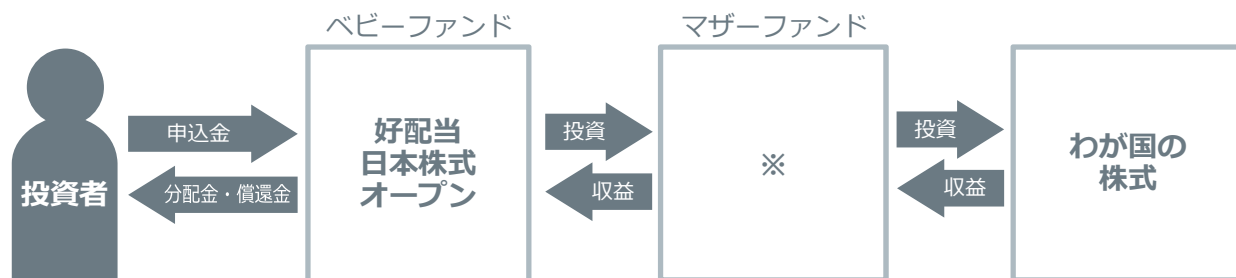 ベビーファンド
マザーファンド
投資者
申込金
分配金・償還金
好配当
日本株式
オープン
投資
収益
※
投資
収益
わが国の
株式